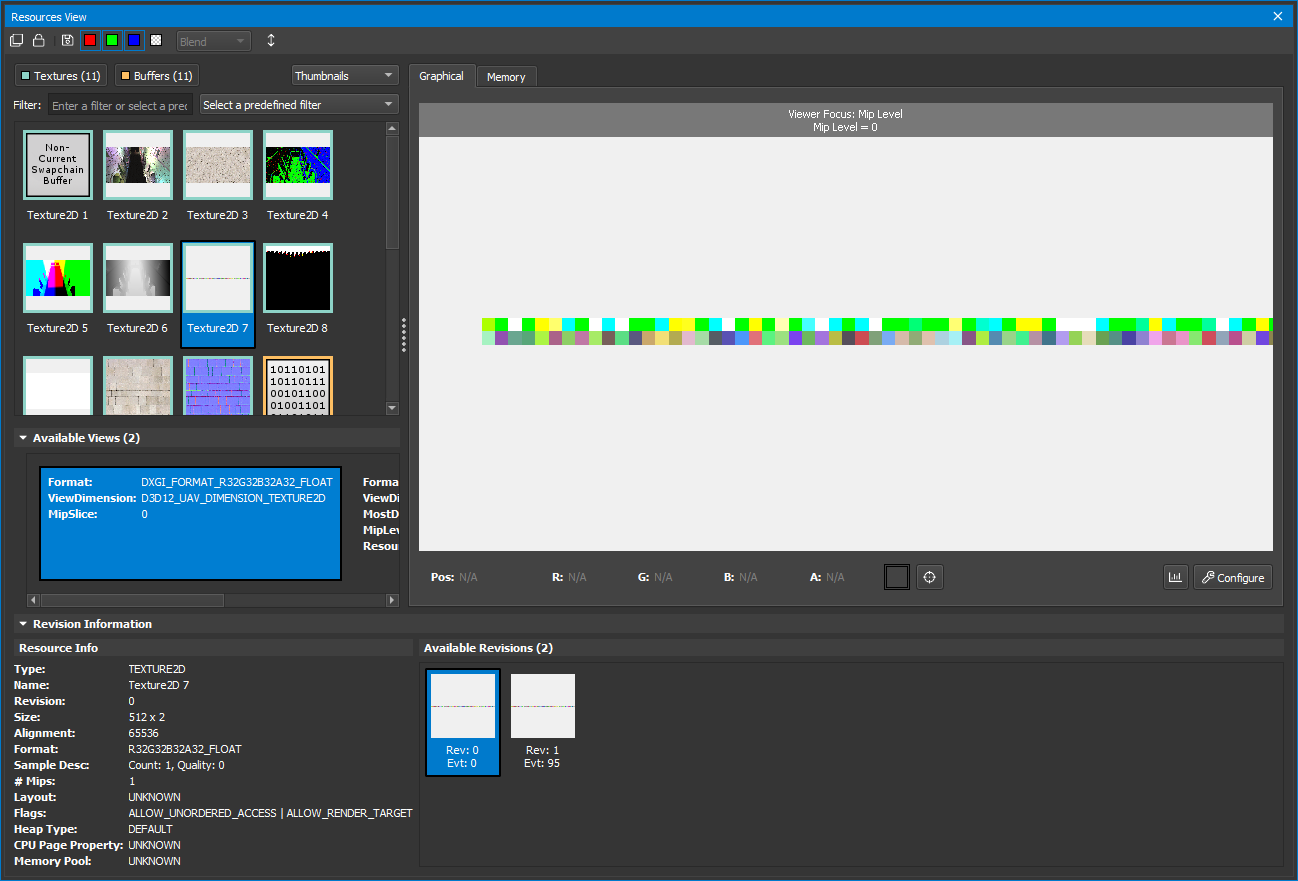 Resources View
Blend
Textures (11)
Buffers (11)
Thumbnails
Filter:
Enter a filter or select a prec
Select a predefined filter
Non-
Current
Swapchain
Buffer
Texture2D 1
Texture2D 2
Texture2D 3
Texture2D 4
Texture2D 5
Texture2D 6
Texture2D 7
Texture2D 8
10110101
10110111
00101100
01001101
Available Views (2)
Format: DXGI_FORMAT_R32G32B32A32_FLOAT
ViewDimension: D3D12_UAV_DIMENSION_TEXTURE2D
MipSlice: 0
Forma
ViewDi
MostD
MipLev
Resou
Graphical
Memory
Viewer Focus: Mip Level
Mip Level = 0
Pos: N/A
R: N/A
G: N/A
B: N/A
A: N/A
Configure
Revision Information
Resource Info
Type: TEXTURE2D
Name: Texture2D 7
Revision: 0
Size: 512 x 2
Alignment: 65536
Format: R32G32B32A32_FLOAT
Sample Desc: Count: 1, Quality: 0
# Mips: 1
Layout: UNKNOWN
Flags: ALLOW_UNORDERED_ACCESS | ALLOW_RENDER_TARGET
Heap Type: DEFAULT
CPU Page Property: UNKNOWN
Memory Pool: UNKNOWN
Available Revisions (2)
Rev: 0
Evt: 0
Rev: 1
Evt: 95